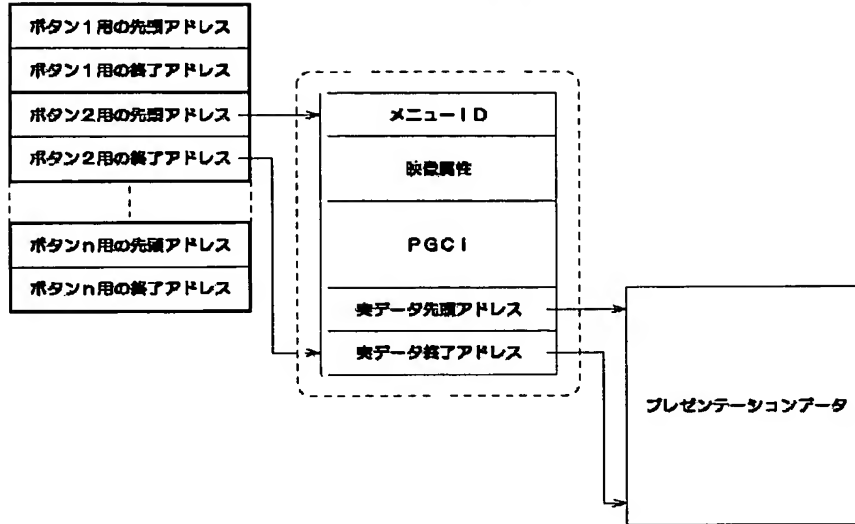 ボタン1用の先頭アドレス
ボタン1用の終了アドレス
ボタン2用の先頭アドレス
ボタン2用の終了アドレス
ボタンn用の先頭アドレス
ボタンn用の終了アドレス
メニューID
映像属性
PGCI
実データ先頭アドレス
実データ終了アドレス
プレゼンテーションデータ